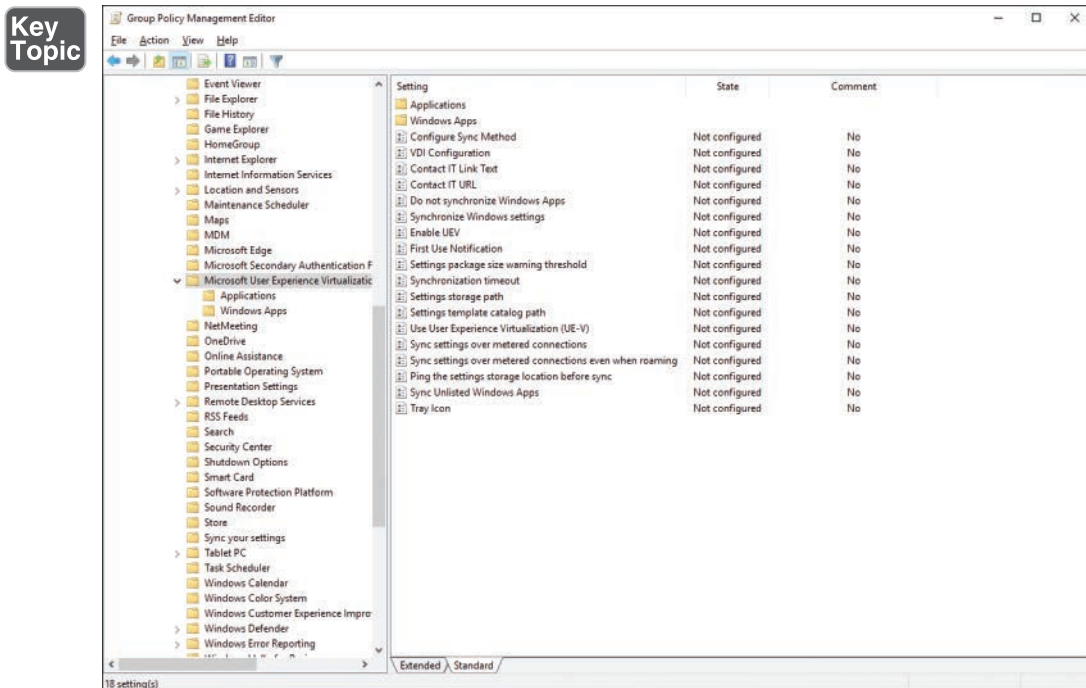 Key
Topic
Group Policy Management Editor
File Action View Help
Event Viewer
File Explorer
File History
Game Explorer
HomeGroup
Internet Explorer
Internet Information Services
Location and Sensors
Maintenance Scheduler
Maps
MDM
Microsoft Edge
Microsoft Secondary Authentication F
Microsoft User Experience Virtualizatic
Applications
Windows Apps
NetMeeting
OneDrive
Online Assistance
Portable Operating System
Presentation Settings
Remote Desktop Services
RSS Feeds
Search
Security Center
Shutdown Options
Smart Card
Software Protection Platform
Sound Recorder
Store
Sync your settings
Tablet PC
Task Scheduler
Windows Calendar
Windows Color System
Windows Customer Experience Impro
Windows Defender
Windows Error Reporting
Setting State Comment
Applications
Windows Apps
Configure Sync Method Not configured No
VDI Configuration Not configured No
Contact IT Link Text Not configured No
Contact IT URL Not configured No
Do not synchronize Windows Apps Not configured No
Synchronize Windows settings Not configured No
Enable UEV Not configured No
First Use Notification Not configured No
Settings package size warning threshold Not configured No
Synchronization timeout Not configured No
Settings storage path Not configured No
Settings template catalog path Not configured No
Use User Experience Virtualization (UE-V) Not configured No
Sync settings over metered connections Not configured No
Sync settings over metered connections even when roaming Not configured No
Ping the settings storage location before sync Not configured No
Sync Unlisted Windows Apps Not configured No
Tray Icon Not configured No
Extended Standard
18 setting(s)